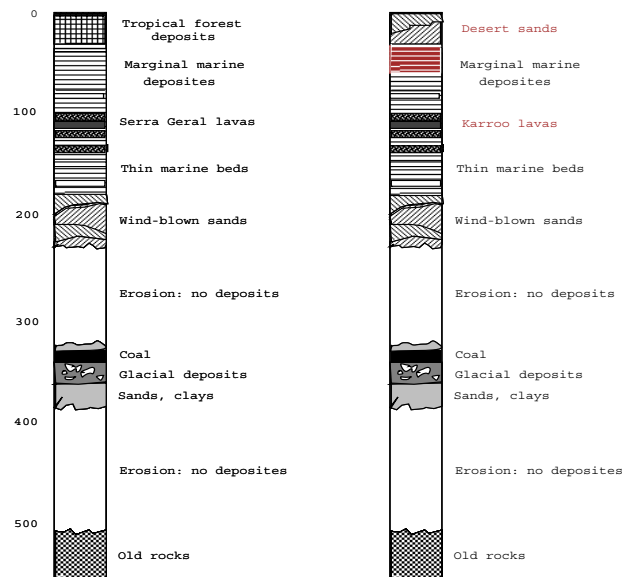 0
Tropical forest
deposits
Marginal marine
deposites
100
Serra Geral lavas
Thin marine beds
200
Wind-blown sands
Erosion: no deposits
300
Coal
Glacial deposits
Sands, clays
400
Erosion: no deposites
500
Old rocks
Desert sands
Marginal marine
deposites
Karroo lavas
Thin marine beds
Wind-blown sands
Erosion: no deposits
Coal
Glacial deposits
Sands, clays
Erosion: no deposites
Old rocks